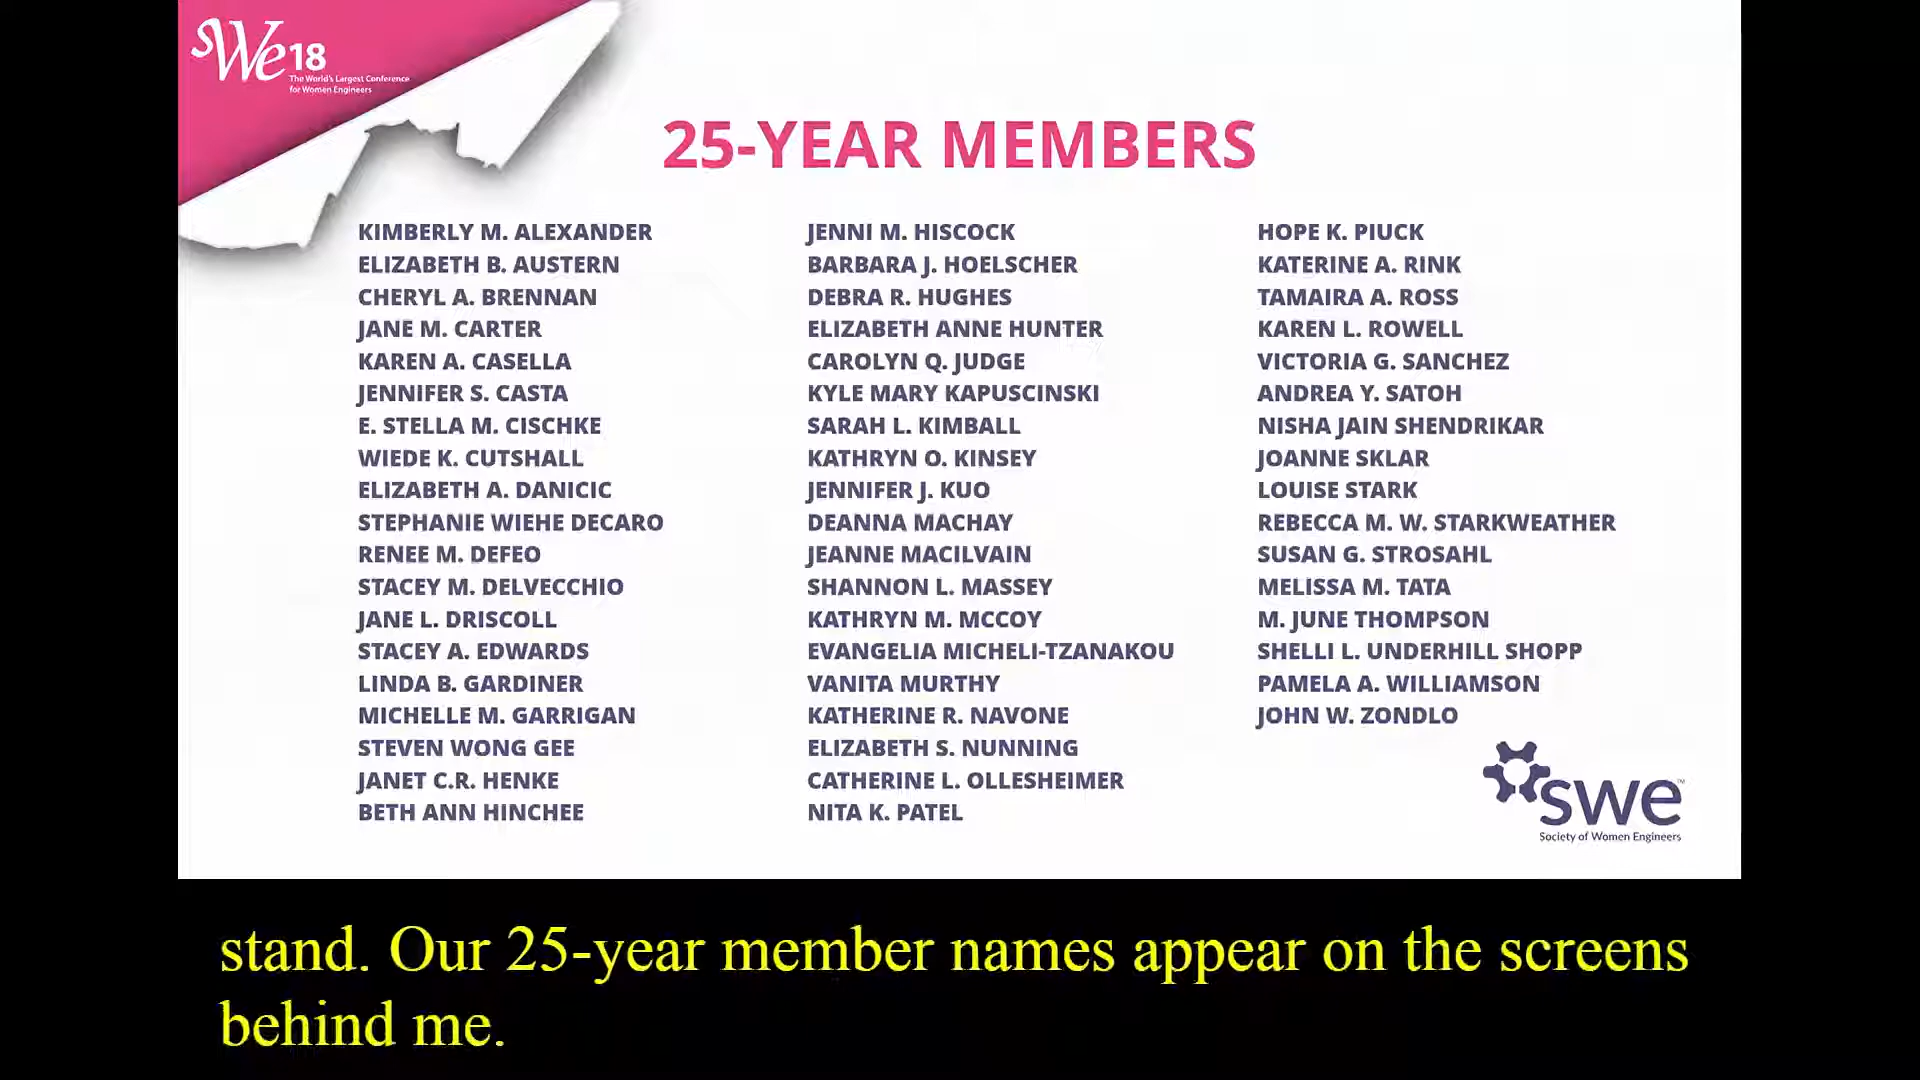 sWe18
The World's Largest Conference
for Women Engineers
25-YEAR MEMBERS
KIMBERLY M. ALEXANDER
ELIZABETH B. AUSTERN
CHERYL A. BRENNAN
JANE M. CARTER
KAREN A. CASELLA
JENNIFER S. CASTA
E. STELLA M. CISCHKE
WIEDE K. CUTSHALL
ELIZABETH A. DANICIC
STEPHANIE WIEHE DECARO
RENEE M. DEFEO
STACEY M. DELVECCHIO
JANE L. DRISCOLL
STACEY A. EDWARDS
LINDA B. GARDINER
MICHELLE M. GARRIGAN
STEVEN WONG GEE
JANET C.R. HENKE
BETH ANN HINCHEE
JENNI M. HISCOCK
BARBARA J. HOELSCHER
DEBRA R. HUGHES
ELIZABETH ANNE HUNTER
CAROLYN Q. JUDGE
KYLE MARY KAPUSCINSKI
SARAH L. KIMBALL
KATHRYN O. KINSEY
JENNIFER J. KUO
DEANNA MACHAY
JEANNE MACILVAIN
SHANNON L. MASSEY
KATHRYN M. MCCOY
EVANGELIA MICHELI-TZANAKOU
VANITA MURTHY
KATHERINE R. NAVONE
ELIZABETH S. NUNNING
CATHERINE L. OLLESHEIMER
NITA K. PATEL
HOPE K. PIUCK
KATERINE A. RINK
TAMAIRA A. ROSS
KAREN L. ROWELL
VICTORIA G. SANCHEZ
ANDREA Y. SATOH
NISHA JAIN SHENDRIKAR
JOANNE SKLAR
LOUISE STARK
REBECCA M. W. STARKWEATHER
SUSAN G. STROSAHL
MELISSA M. TATA
M. JUNE THOMPSON
SHELLI L. UNDERHILL SHOPP
PAMELA A. WILLIAMSON
JOHN W. ZONDLO
swe™
Society of Women Engineers
stand. Our 25-year member names appear on the screens
behind me.